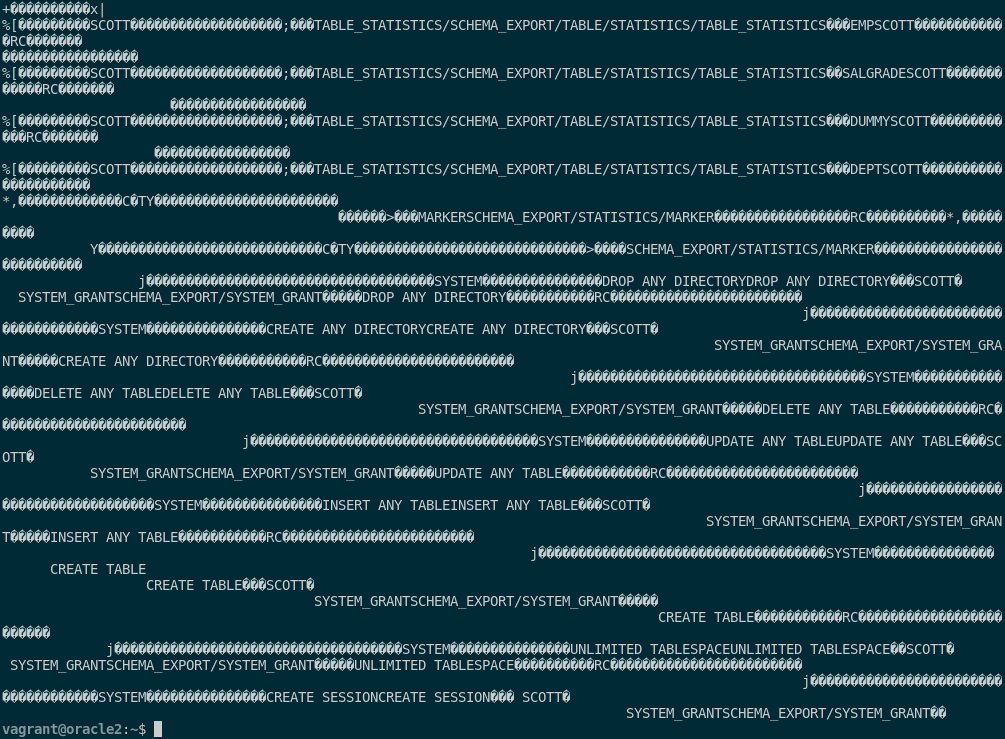 +����������x|
%[���������SCOTT�������������������;���TABLE_STATISTICS/SCHEMA_EXPORT/TABLE/STATISTICS/TABLE_STATISTICS���EMPSCOTT�����������
�RC�������
�����������������
%[���������SCOTT�������������������;���TABLE_STATISTICS/SCHEMA_EXPORT/TABLE/STATISTICS/TABLE_STATISTICS��SALGRADESCOTT�������
�����RC�������
�����������������
%[���������SCOTT�������������������;���TABLE_STATISTICS/SCHEMA_EXPORT/TABLE/STATISTICS/TABLE_STATISTICS���DUMMYSCOTT���������
���RC�������
�����������������
%[���������SCOTT�������������������;���TABLE_STATISTICS/SCHEMA_EXPORT/TABLE/STATISTICS/TABLE_STATISTICS���DEPTSCOTT����������
�����������
*,�������������C�TY�����������������������
������>���MARKERSCHEMA_EXPORT/STATISTICS/MARKER�����������������RC����������*,�����
����
Y����������������������������C�TY�����������������������������>����SCHEMA_EXPORT/STATISTICS/MARKER����������������
����������
j������������������������������������SYSTEM���������������DROP ANY DIRECTORYDROP ANY DIRECTORY���SCOTT�
SYSTEM_GRANTSCHEMA_EXPORT/SYSTEM_GRANT�����DROP ANY DIRECTORY�����������RC������������������������
j������������������������
������������SYSTEM���������������CREATE ANY DIRECTORYCREATE ANY DIRECTORY���SCOTT�
SYSTEM_GRANTSCHEMA_EXPORT/SYSTEM_GRA
NT�����CREATE ANY DIRECTORY�����������RC������������������������
j������������������������������������SYSTEM�����������
����DELETE ANY TABLEDELETE ANY TABLE���SCOTT�
SYSTEM_GRANTSCHEMA_EXPORT/SYSTEM_GRANT�����DELETE ANY TABLE�����������RC�
�����������������������
j������������������������������������SYSTEM���������������UPDATE ANY TABLEUPDATE ANY TABLE���SC
OTT�
SYSTEM_GRANTSCHEMA_EXPORT/SYSTEM_GRANT�����UPDATE ANY TABLE�����������RC������������������������
j�����������������
�������������������SYSTEM���������������INSERT ANY TABLEINSERT ANY TABLE���SCOTT�
SYSTEM_GRANTSCHEMA_EXPORT/SYSTEM_GRAN
T�����INSERT ANY TABLE�����������RC������������������������
j������������������������������������SYSTEM���������������
CREATE TABLE
CREATE TABLE���SCOTT�
SYSTEM_GRANTSCHEMA_EXPORT/SYSTEM_GRANT�����
CREATE TABLE�����������RC������������������
������
j������������������������������������SYSTEM���������������UNLIMITED TABLESPACEUNLIMITED TABLESPACE��SCOTT�
SYSTEM_GRANTSCHEMA_EXPORT/SYSTEM_GRANT�����UNLIMITED TABLESPACE����������RC������������������������
j������������������������
������������SYSTEM���������������CREATE SESSIONCREATE SESSION��� SCOTT�
SYSTEM_GRANTSCHEMA_EXPORT/SYSTEM_GRANT��
vagrant@oracle2:~$